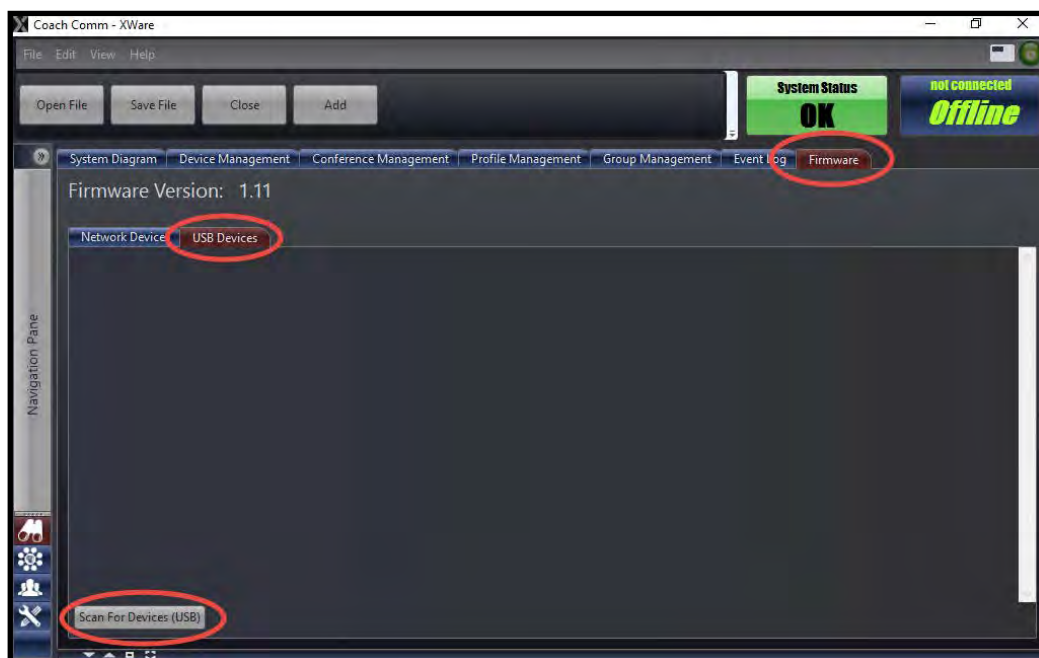 Coach Comm - XWare
File Edit View Help
Open File Save File Close Add
System Status
OK
not connected
Offline
System Diagram Device Management Conference Management Profile Management Group Management Event Log Firmware
Firmware Version: 1.11
Network Device USB Devices
Navigation Pane
Scan For Devices (USB)